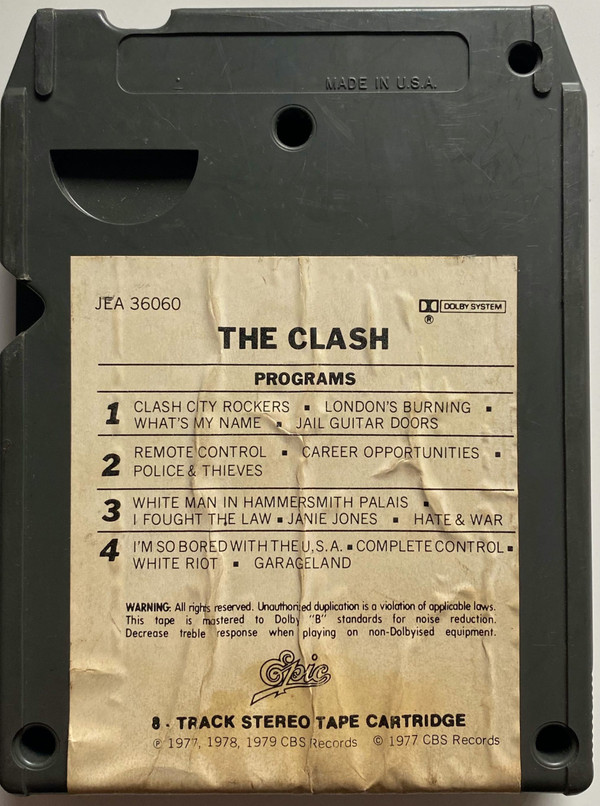 MADE IN U.S.A.
JEA 36060
DOLBY SYSTEM
®
THE CLASH
PROGRAMS
1 CLASH CITY ROCKERS ▪ LONDON'S BURNING ▪
WHAT'S MY NAME ▪ JAIL GUITAR DOORS
2 REMOTE CONTROL ▪ CAREER OPPORTUNITIES ▪
POLICE & THIEVES
3 WHITE MAN IN HAMMERSMITH PALAIS ▪
I FOUGHT THE LAW ▪ JANIE JONES ▪ HATE & WAR
4 I'M SO BORED WITH THE U.S.A. ▪ COMPLETE CONTROL ▪
WHITE RIOT ▪ GARAGELAND
WARNING: All rights reserved. Unauthorized duplication is a violation of applicable laws.
This tape is mastered to Dolby "B" standards for noise reduction.
Decrease treble response when playing on non-Dolbyised equipment.
Epic
8 • TRACK STEREO TAPE CARTRIDGE
℗ 1977, 1978, 1979 CBS Records © 1977 CBS Records